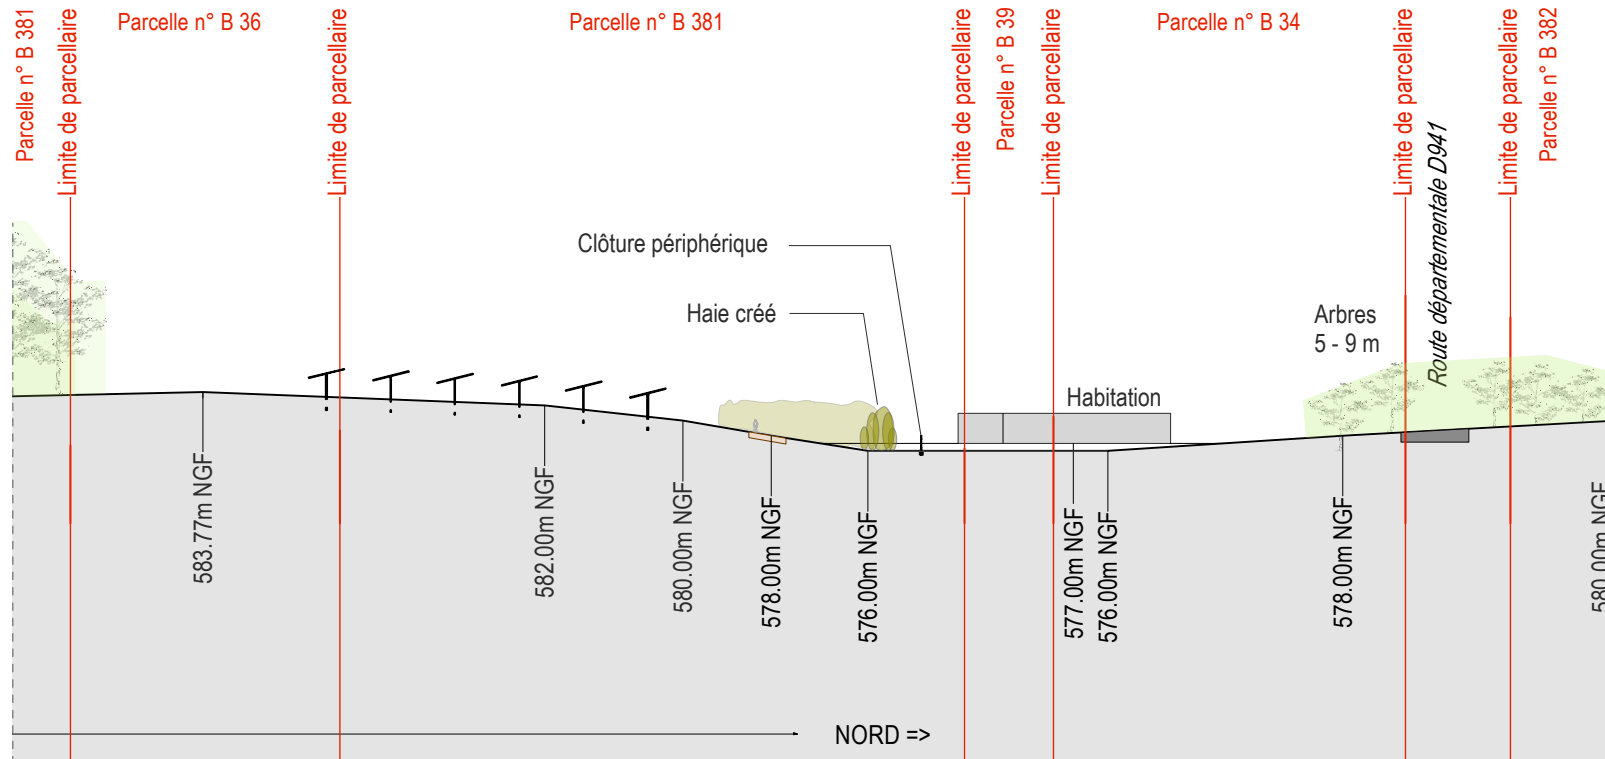 Parcelle n° B 381
Limite de parcellaire
Parcelle n° B 36
Limite de parcellaire
Parcelle n° B 381
Limite de parcellaire
Parcelle n° B 39
Limite de parcellaire
Parcelle n° B 34
Limite de parcellaire
Route départementale D941
Limite de parcellaire
Parcelle n° B 382
Clôture périphérique
Haie créé
Arbres
5 - 9 m
Habitation
583.77m NGF
582.00m NGF
580.00m NGF
578.00m NGF
576.00m NGF
577.00m NGF
576.00m NGF
578.00m NGF
580.00m NGF
NORD =>